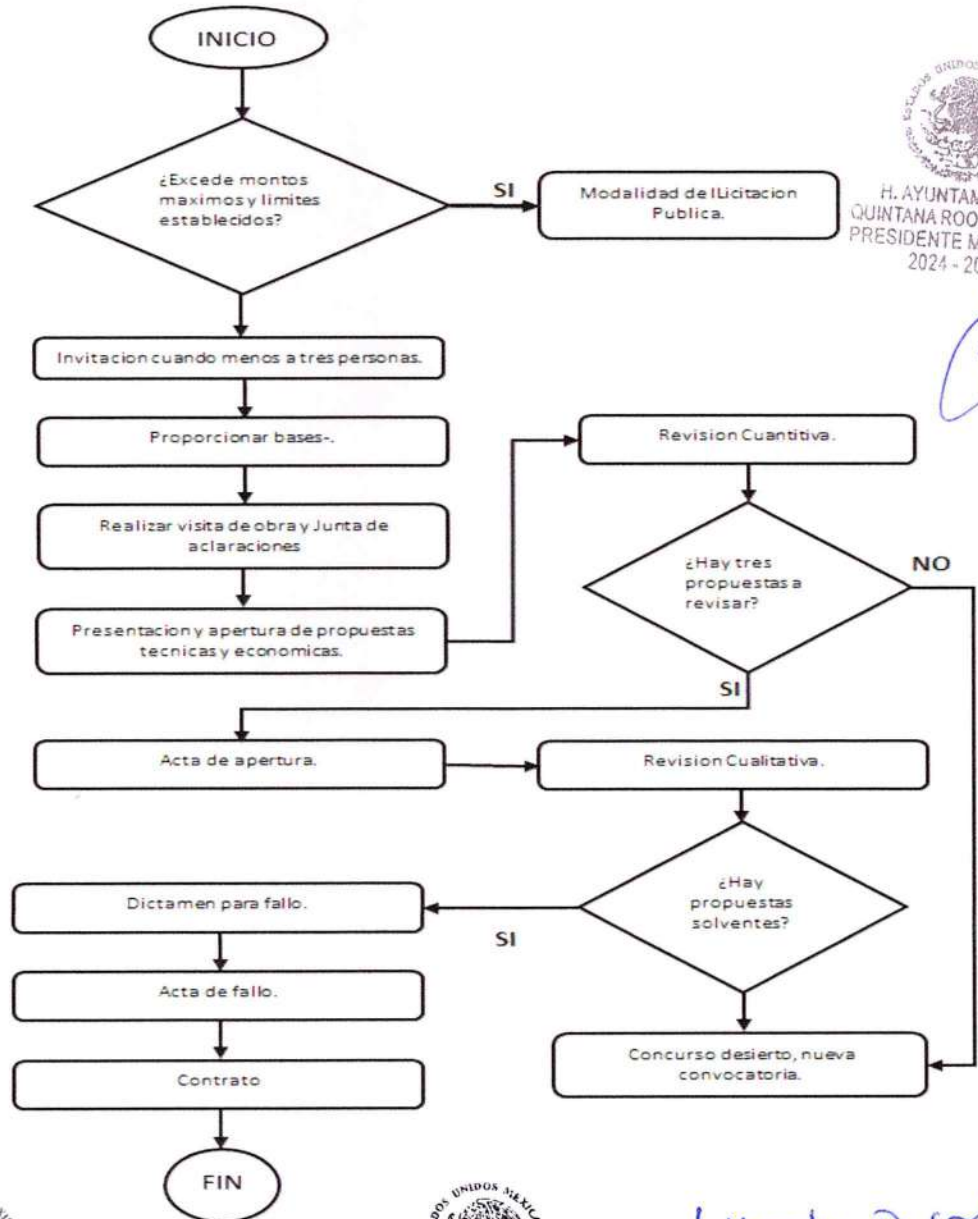 INICIO
¿Excede montos
maximos y limites
establecidos?
SI
Modalidad de lLicitacion
Publica.
H. AYUNTAM
QUINTANA ROO
PRESIDENTE M
2024 - 20
Invitacion cuando menos a tres personas.
Proporcionar bases-.
Realizar visita de obra y Junta de
aclaraciones
Presentacion y apertura de propuestas
tecnicas y economicas.
Revision Cuantitiva.
¿Hay tres
propuestas a
revisar?
NO
SI
Acta de apertura.
Revision Cualitativa.
¿Hay
propuestas
solventes?
SI
Dictamen para fallo.
Acta de fallo.
Contrato
Concurso desierto, nueva
convocatoria.
FIN
UNIDOS